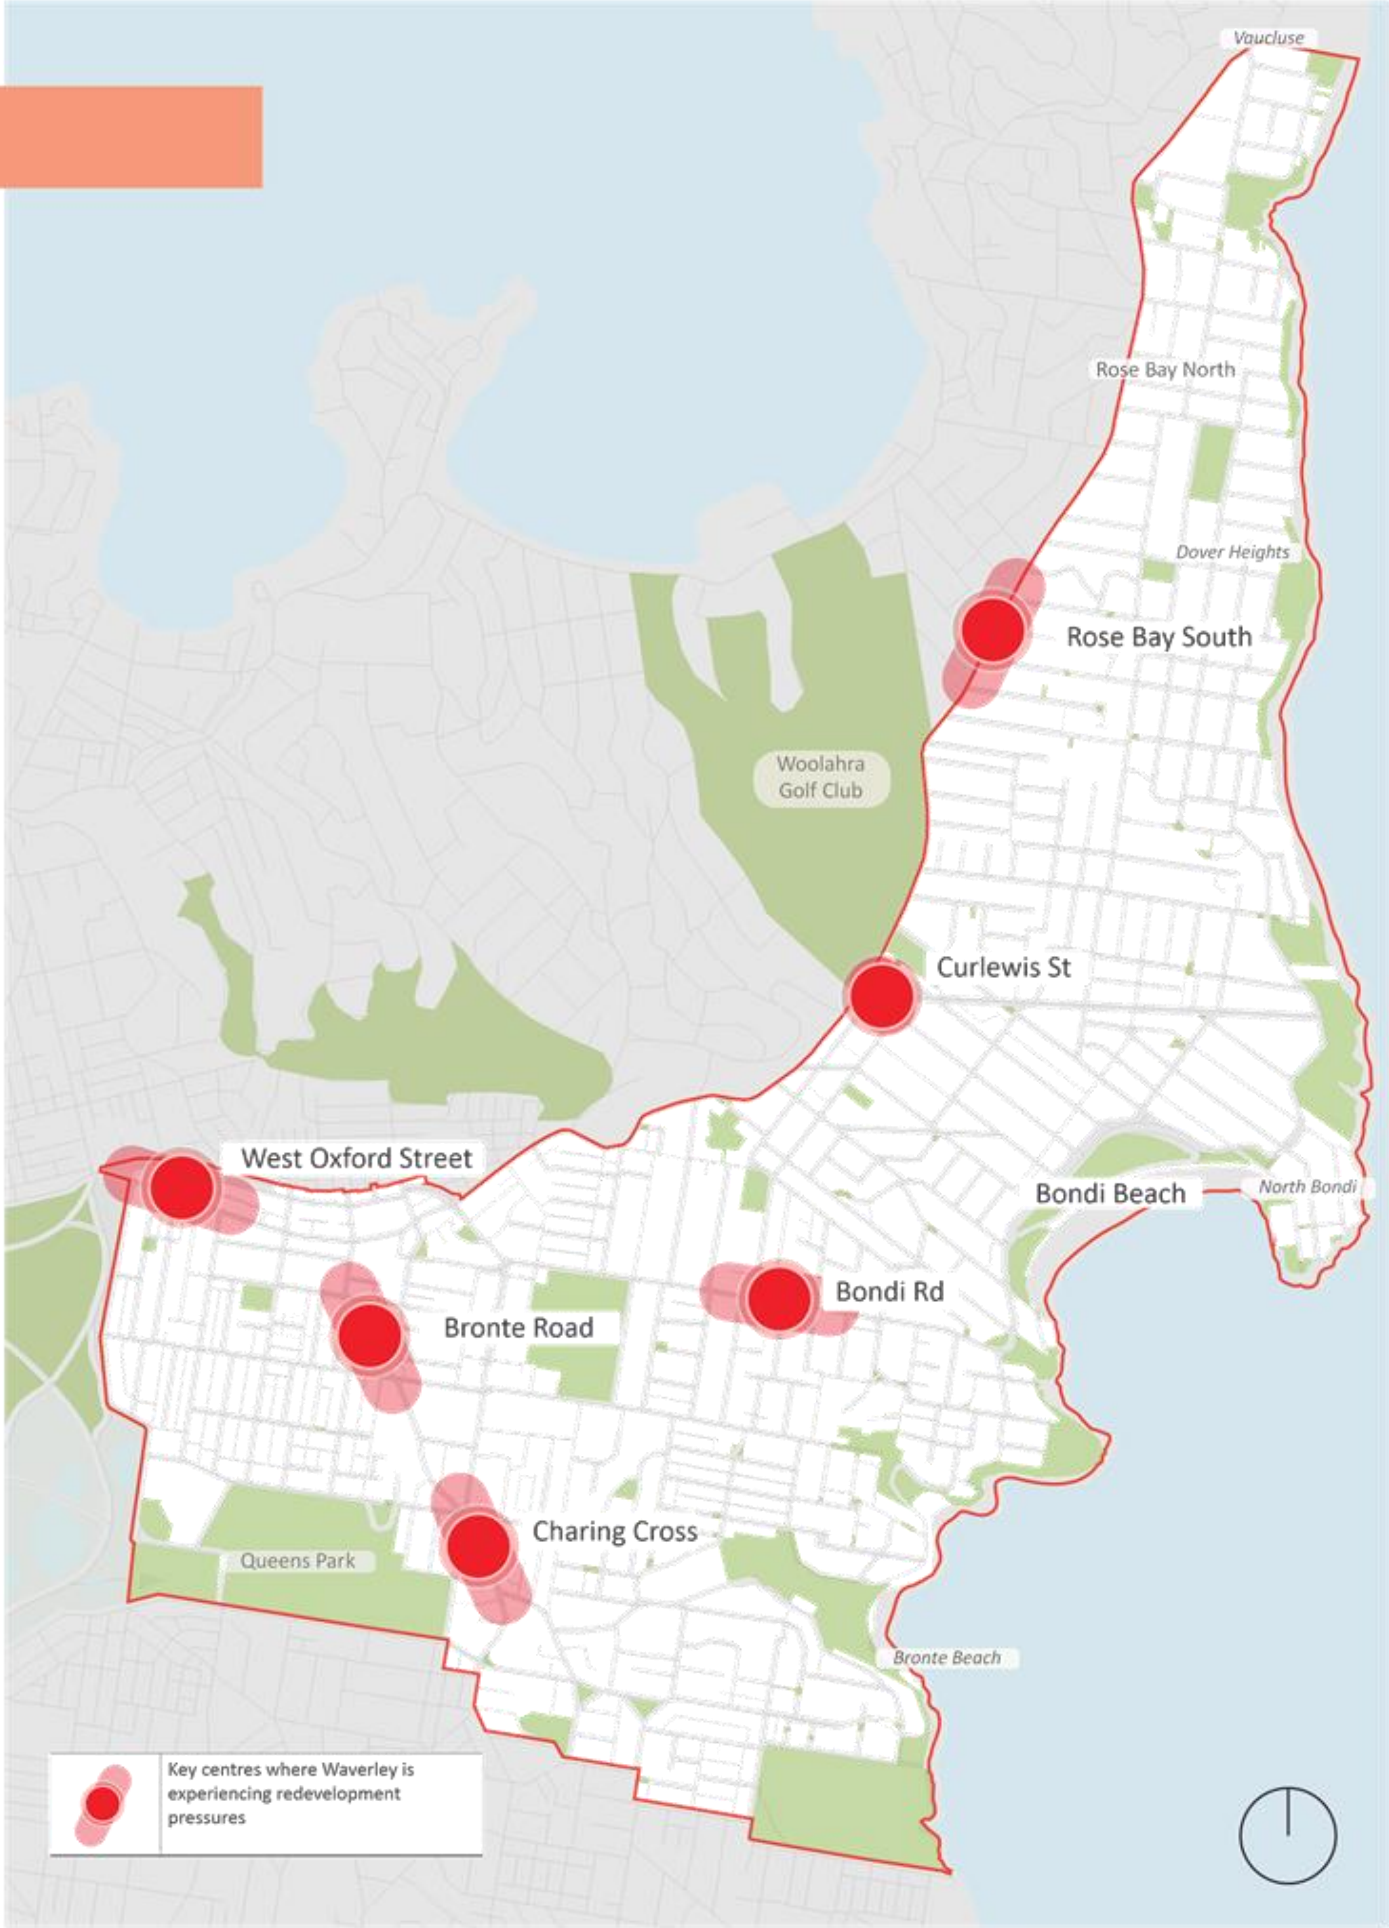 Vaucluse
Rose Bay North
Dover Heights
Rose Bay South
Woolahra
Golf Club
Curlewis St
West Oxford Street
Bondi Beach
North Bondi
Bondi Rd
Bronte Road
Charing Cross
Queens Park
Bronte Beach
Key centres where Waverley is
experiencing redevelopment
pressures